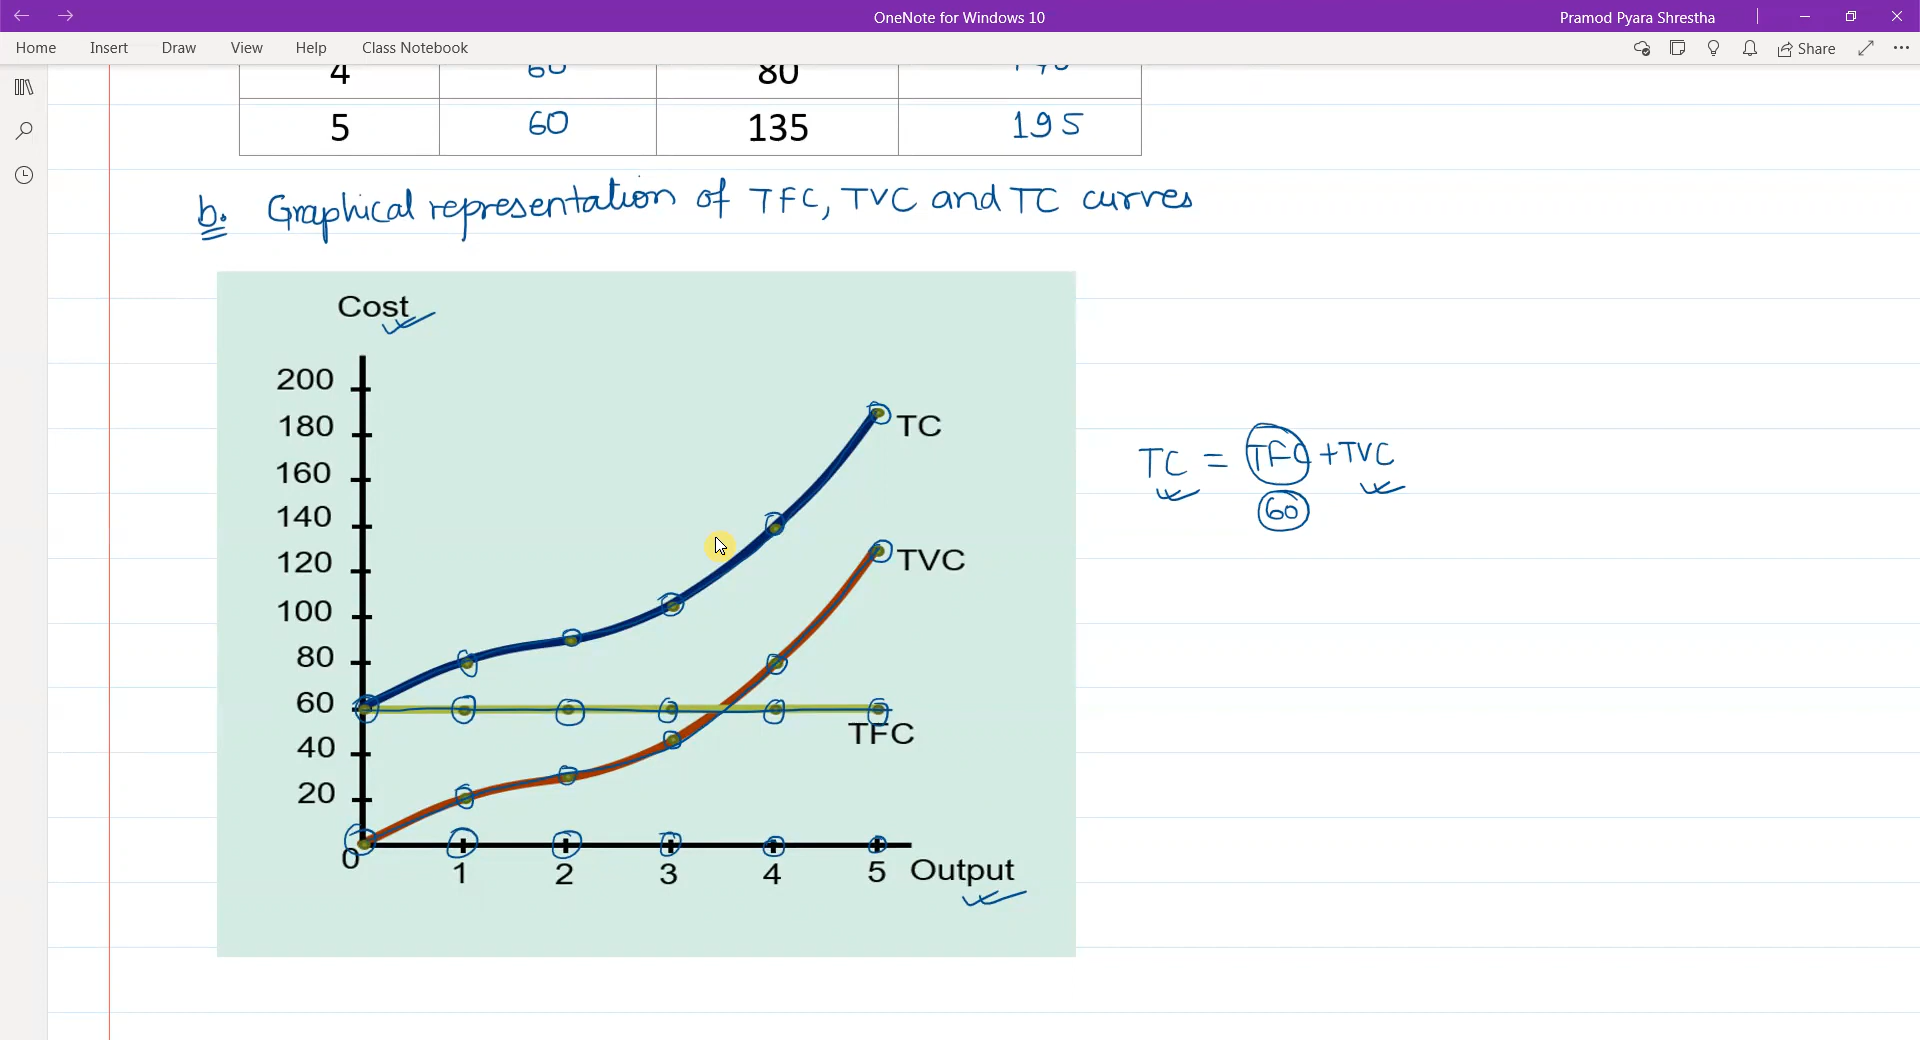 OneNote for Windows 10
Pramod Pyara Shrestha
Home Insert Draw View Help Class Notebook
Share
4 60 80 140
5 60 135 195
b. Graphical representation of TFC, TVC and TC curves
Cost
200
180
160
140
120
100
80
60
40
20
0
1 2 3 4 5
Output
TC
TVC
TFC
TC = TFC + TVC
60